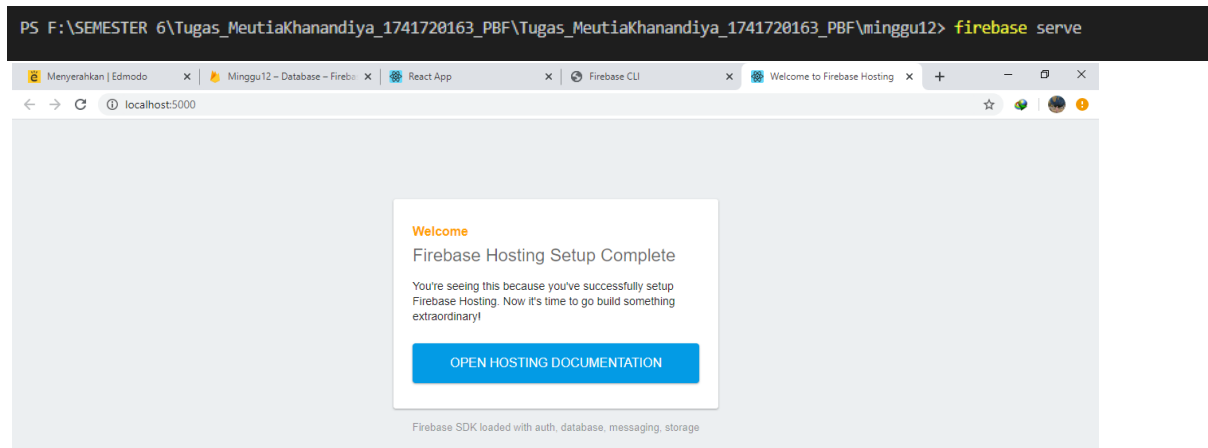 PS F:\SEMESTER 6\Tugas_MeutiaKhanandiya_1741720163_PBF\Tugas_MeutiaKhanandiya_1741720163_PBF\minggu12> firebase serve
Menyerahkan | Edmodo
Minggu12 – Database – Fireba
React App
Firebase CLI
Welcome to Firebase Hosting
localhost:5000
Welcome
Firebase Hosting Setup Complete
You're seeing this because you've successfully setup
Firebase Hosting. Now it's time to go build something
extraordinary!
OPEN HOSTING DOCUMENTATION
Firebase SDK loaded with auth, database, messaging, storage